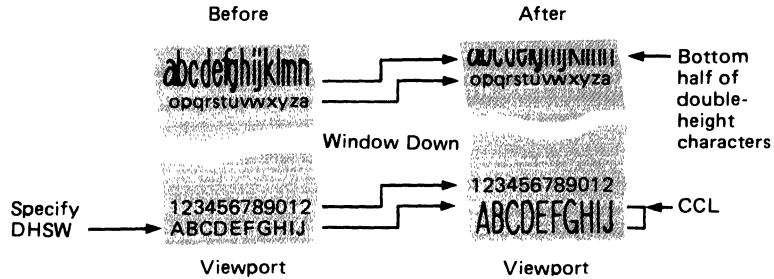 Before
After
abcdefghijklmn
opqrstuvwxyza
abcdefghijklmn
opqrstuvwxyza
Bottom
half of
double-
height
characters
Window Down
Specify
DHSW
123456789012
ABCDEFGHIJ
123456789012
ABCDEFGHIJ
CCL
Viewport
Viewport